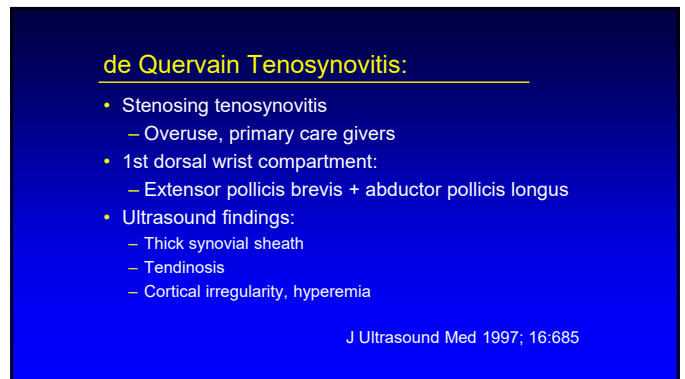 de Quervain Tenosynovitis:
• Stenosing tenosynovitis
– Overuse, primary care givers
• 1st dorsal wrist compartment:
– Extensor pollicis brevis + abductor pollicis longus
• Ultrasound findings:
– Thick synovial sheath
– Tendinosis
– Cortical irregularity, hyperemia
J Ultrasound Med 1997; 16:685